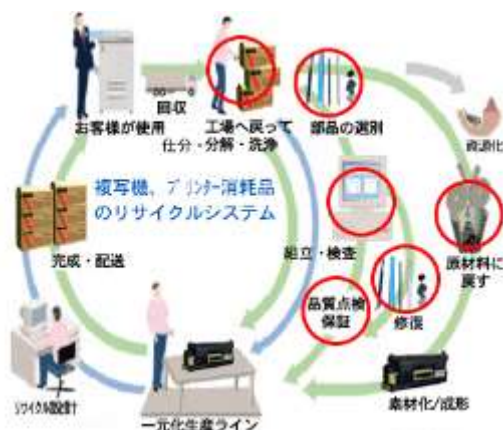 お客様が使用
回収
工場へ戻って
仕分・分解・洗浄
部品の選別
資源化
複写機、プリンター消耗品
のリサイクルシステム
完成・配送
組立・検査
原材料に
戻す
品質点検
保証
修復
リサイクル設計
一元化生産ライン
素材化/成形